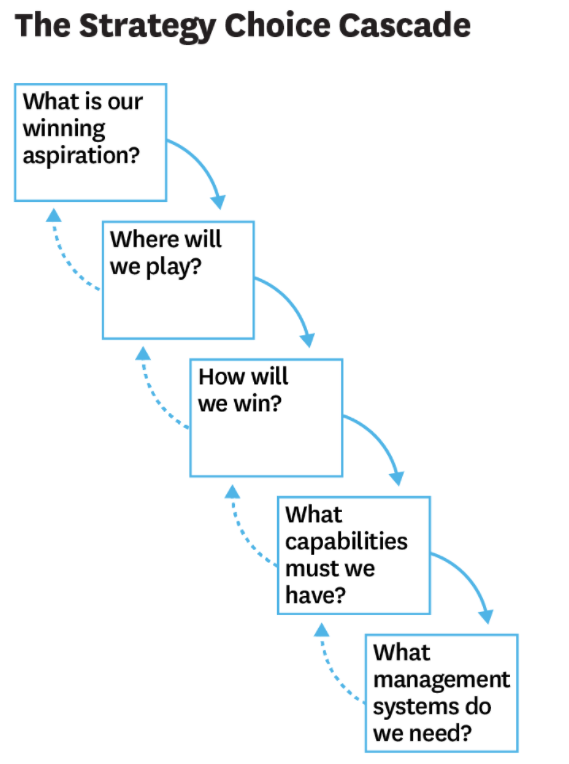 The Strategy Choice Cascade
What is our
winning
aspiration?
Where will
we play?
How will
we win?
What
capabilities
must we
have?
What
management
systems do
we need?